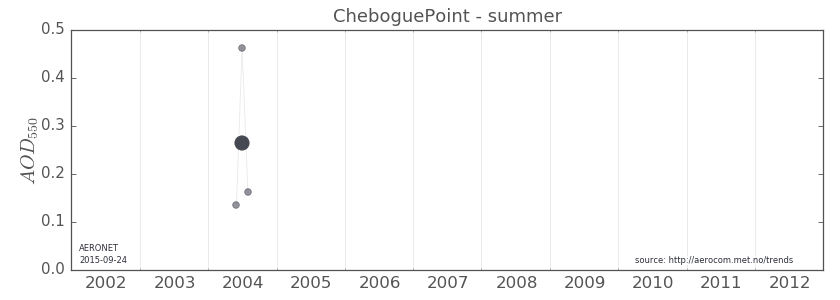 CheboguePoint - summer
0.5
0.4
0.3
0.2
0.1
0.0
AOD550
AERONET
2015-09-24
source: http://aerocom.met.no/trends
2002 2003 2004 2005 2006 2007 2008 2009 2010 2011 2012